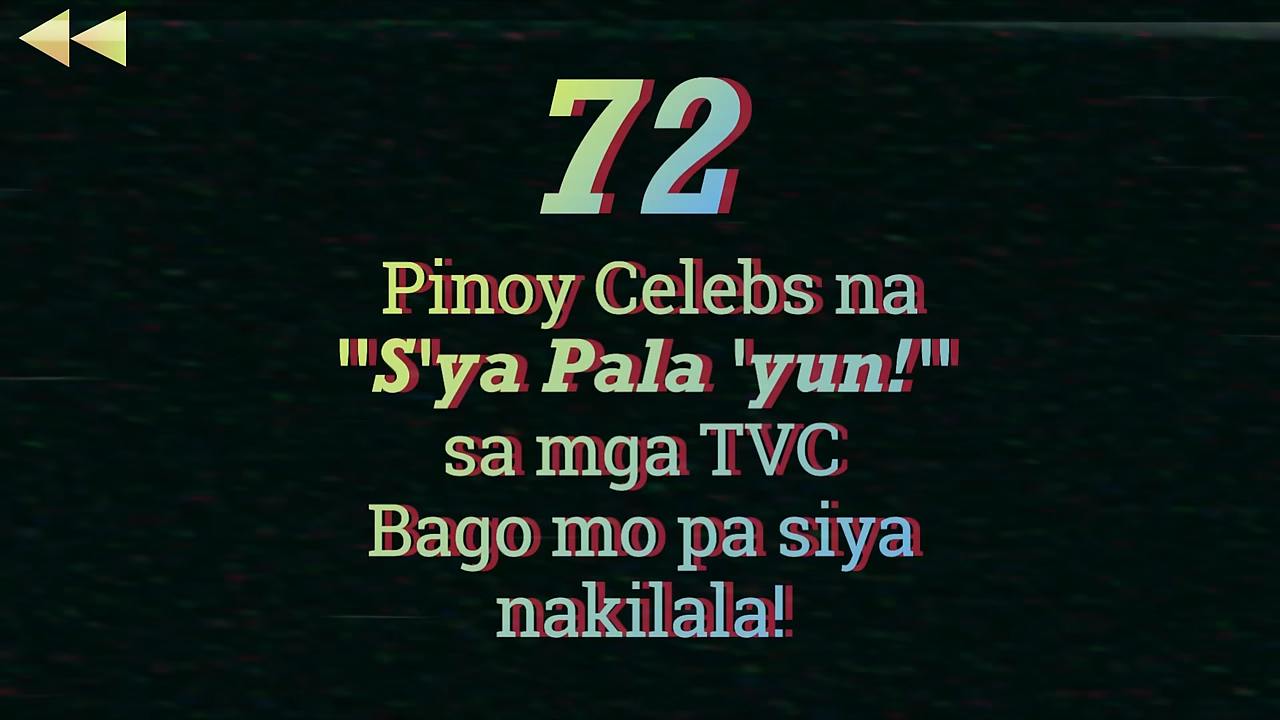 72
Pinoy Celebs na
"S'ya Pala 'yun!"
sa mga TVC
Bago mo pa siya
nakilala!